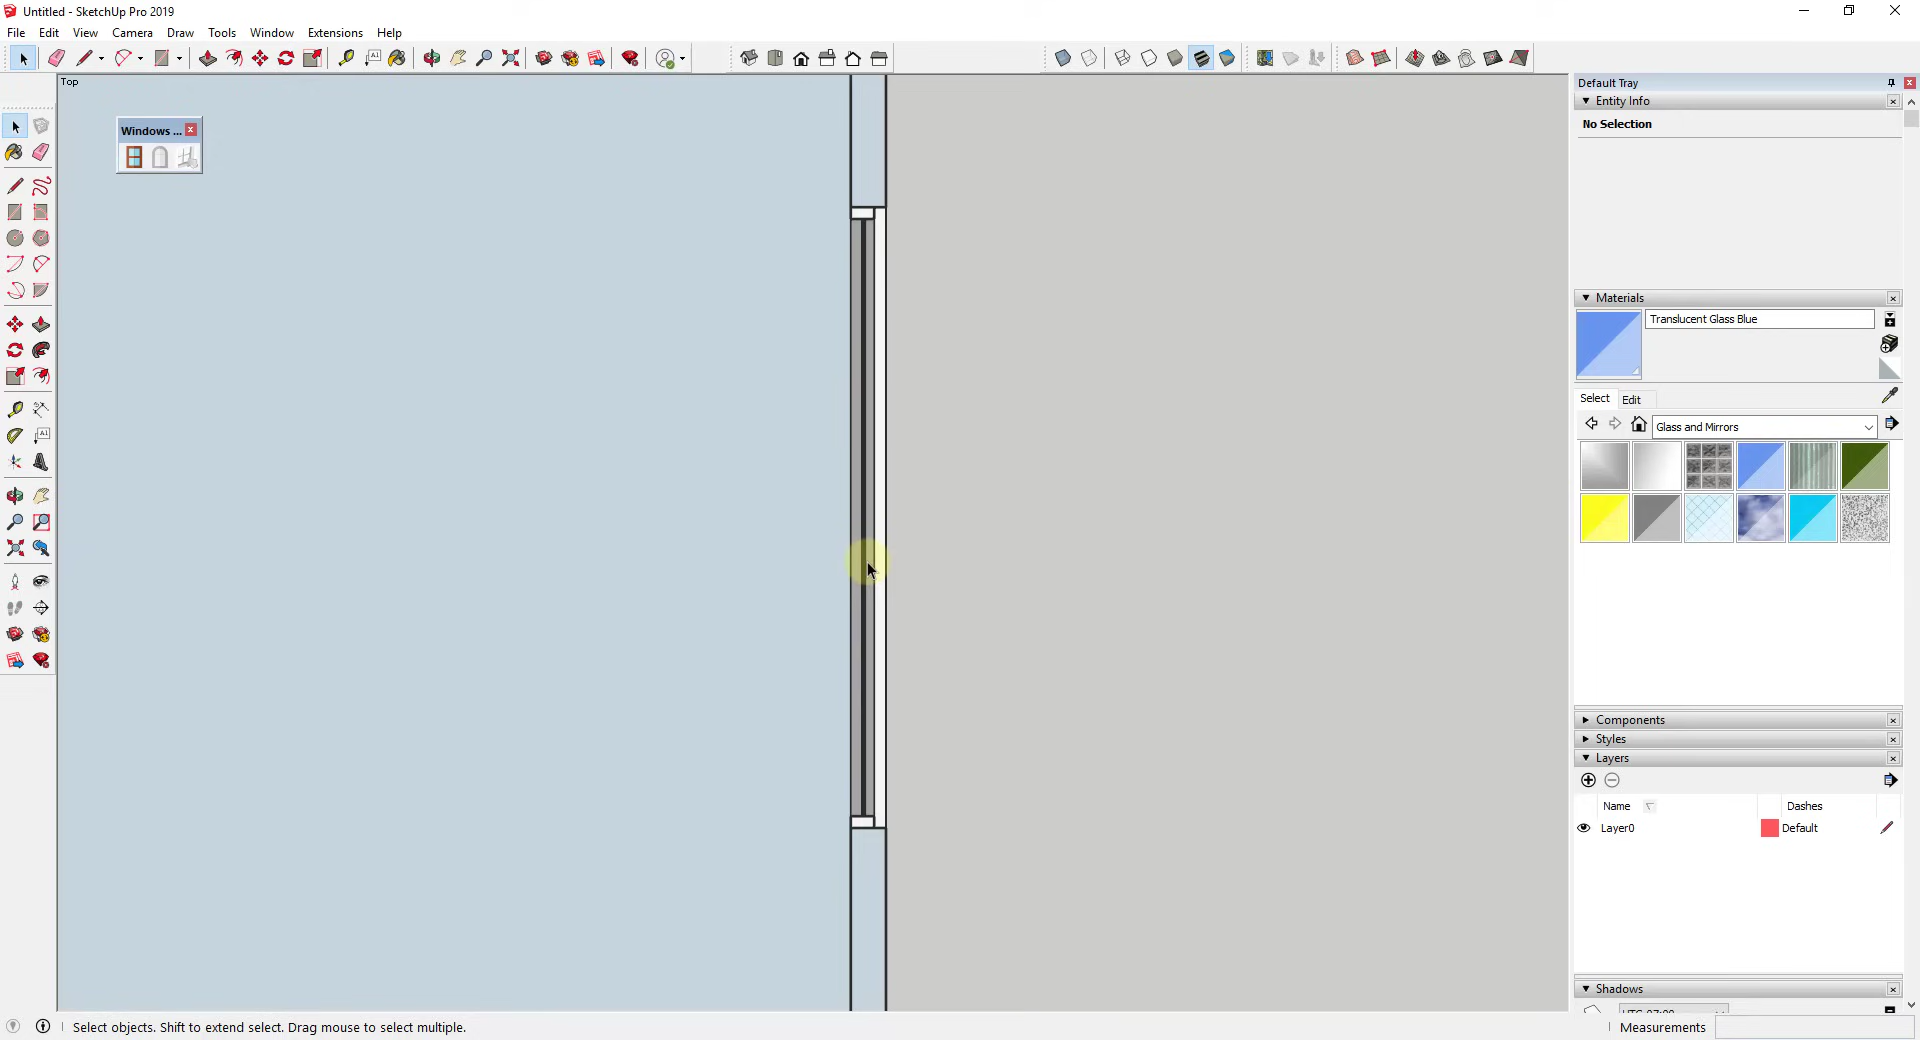 Untitled - SketchUp Pro 2019
File Edit View Camera Draw Tools Window Extensions Help
Top
Windows ...
Default Tray
Entity Info
No Selection
Materials
Translucent Glass Blue
Select Edit
Glass and Mirrors
Components
Styles
Layers
Name Dashes
Layer0 Default
Shadows
Select objects. Shift to extend select. Drag mouse to select multiple.
Measurements